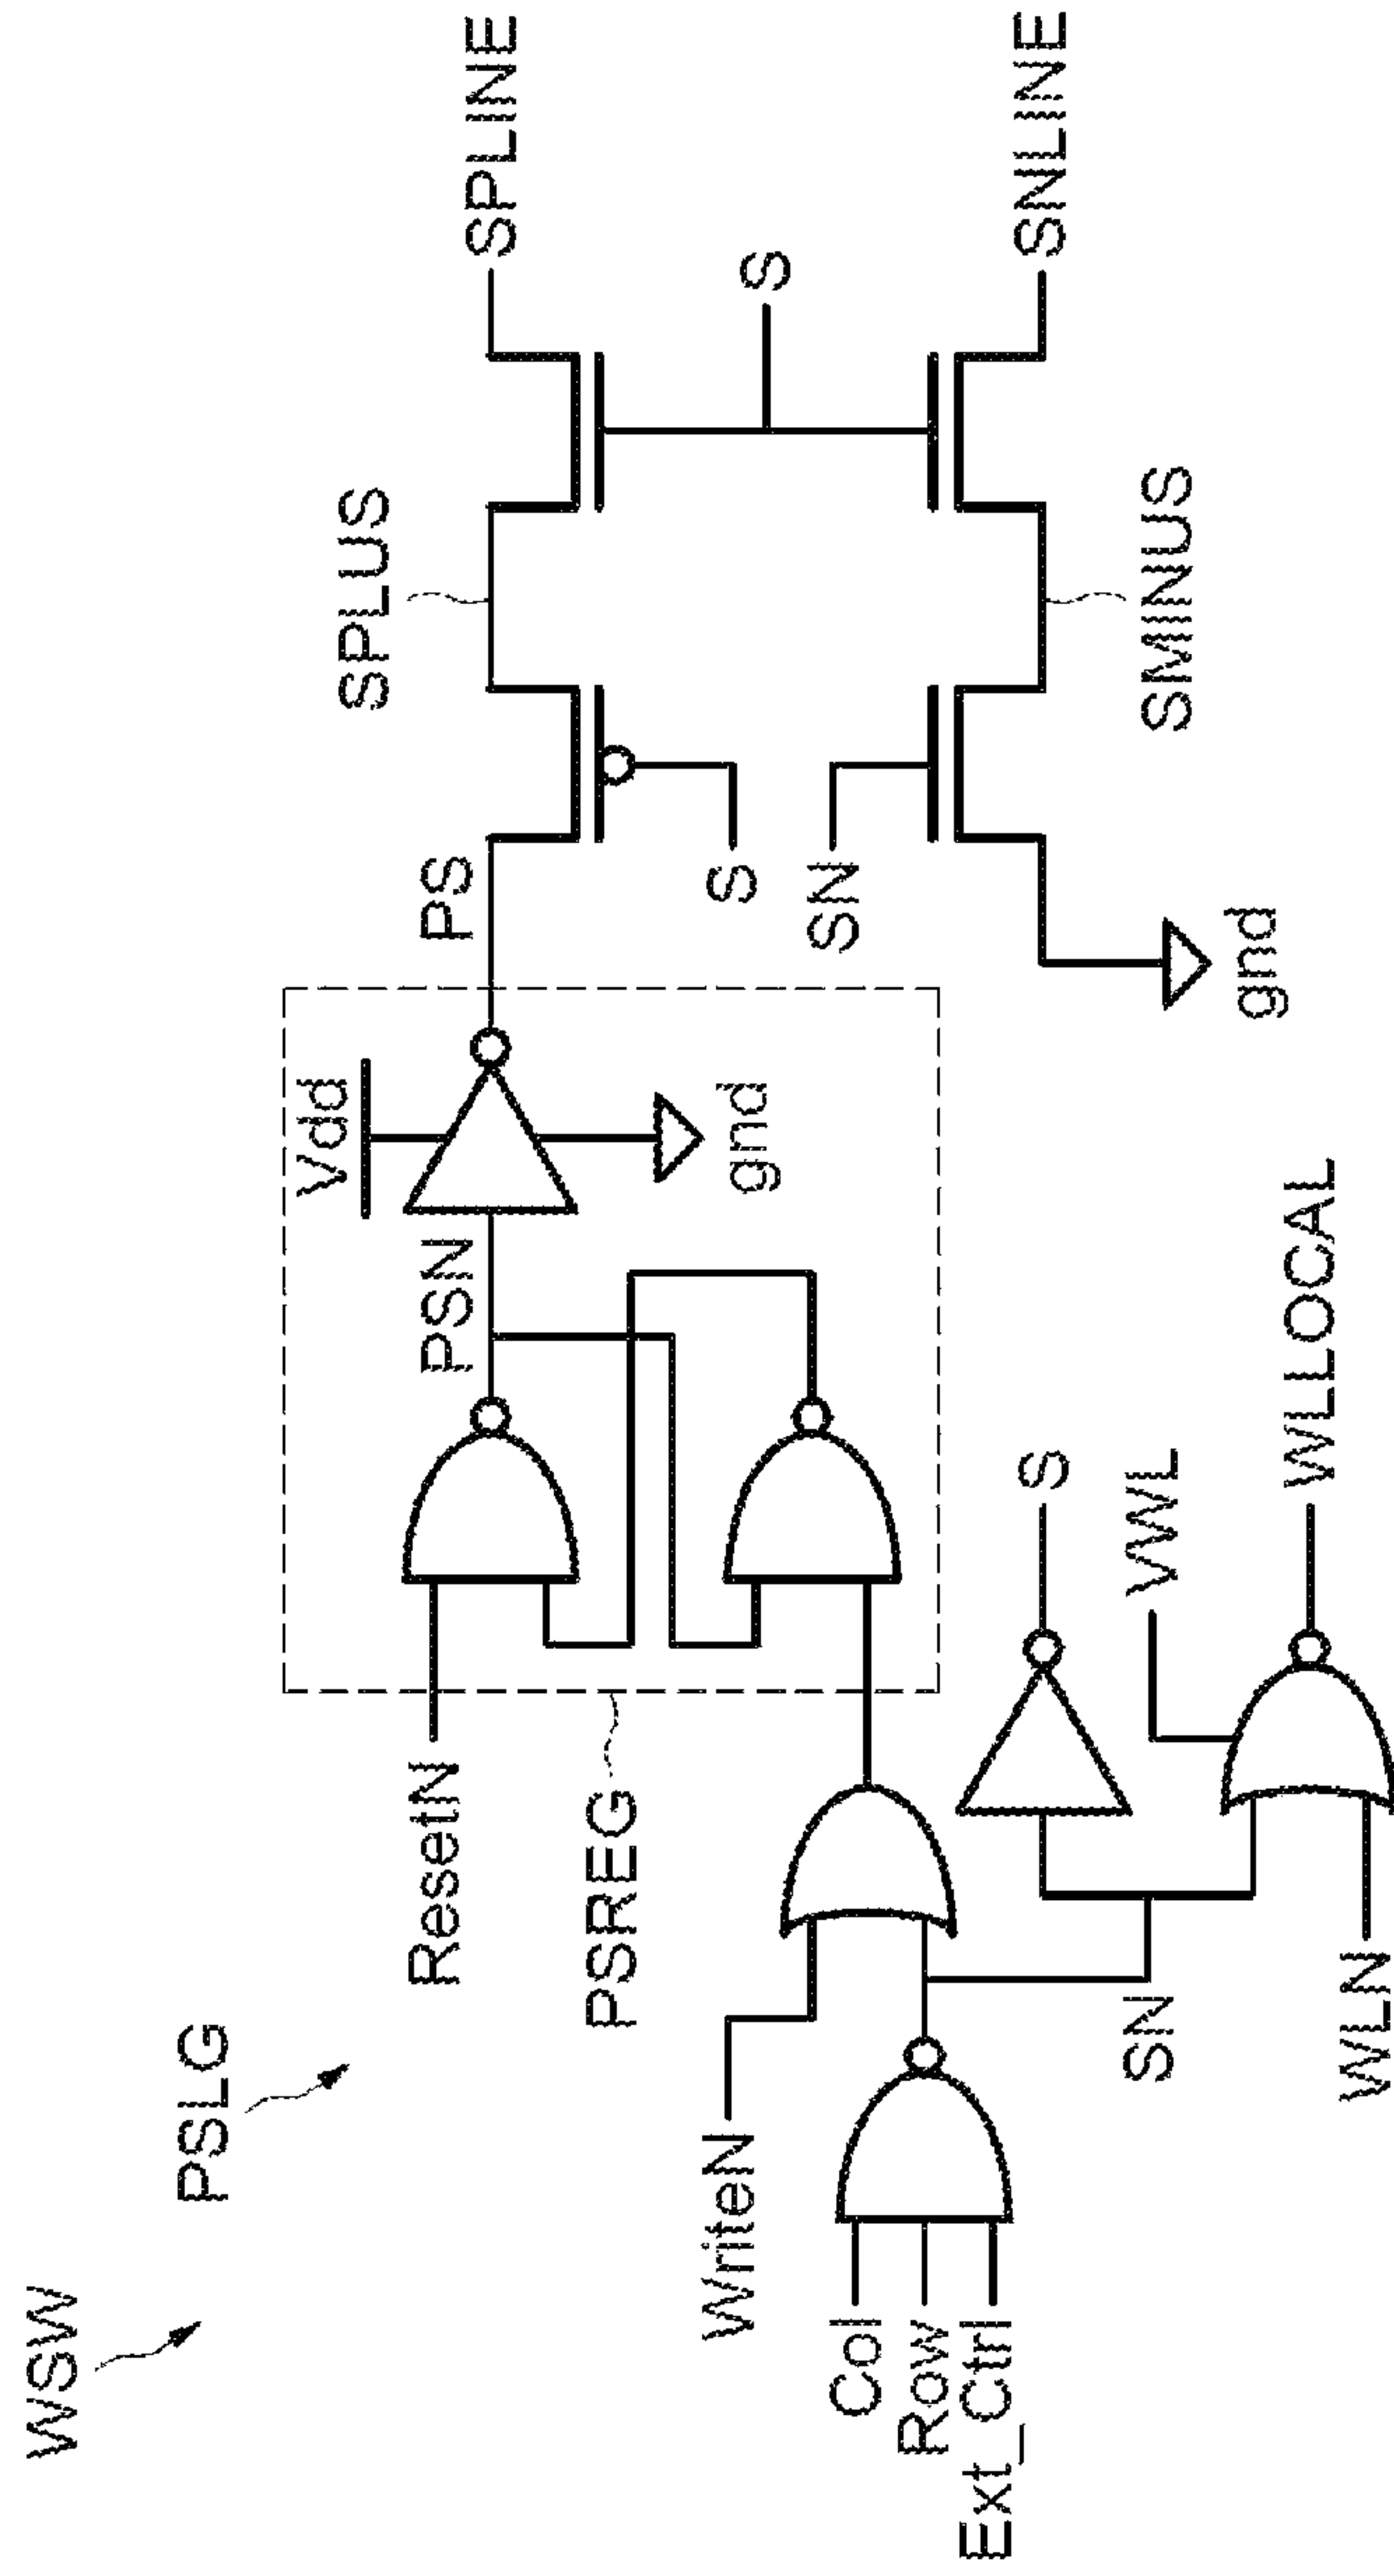 WSW
PSLG
ResetN
PSREG
WriteN
Col
Row
Ext_Ctrl
SN
WLN
S
VWL
WLLOCAL
PSN
Vdd
gnd
PS
S
SN
gnd
SPLUS
SMINUS
S
SPLINE
SNLINE